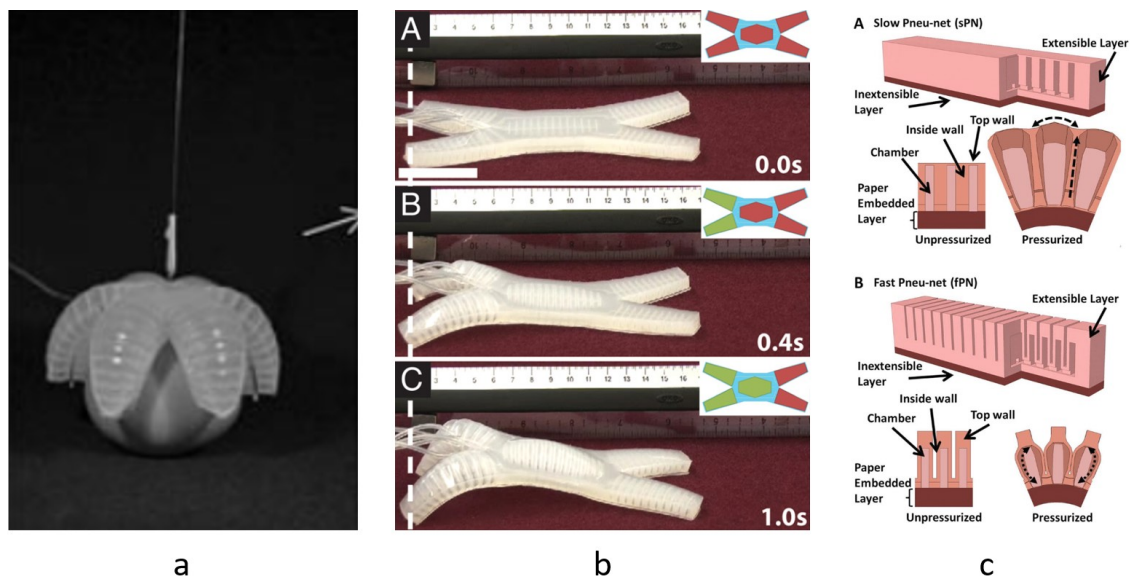 A
0.0s
B
0.4s
C
1.0s
A Slow Pneu-net (sPN)
Extensible Layer
Inextensible
Layer
Top wall
Inside wall
Chamber
Paper
Embedded
Layer
Unpressurized Pressurized
B Fast Pneu-net (fPN)
Extensible Layer
Inextensible
Layer
Inside wall
Chamber
Top wall
Paper
Embedded
Layer
Unpressurized Pressurized
a b c